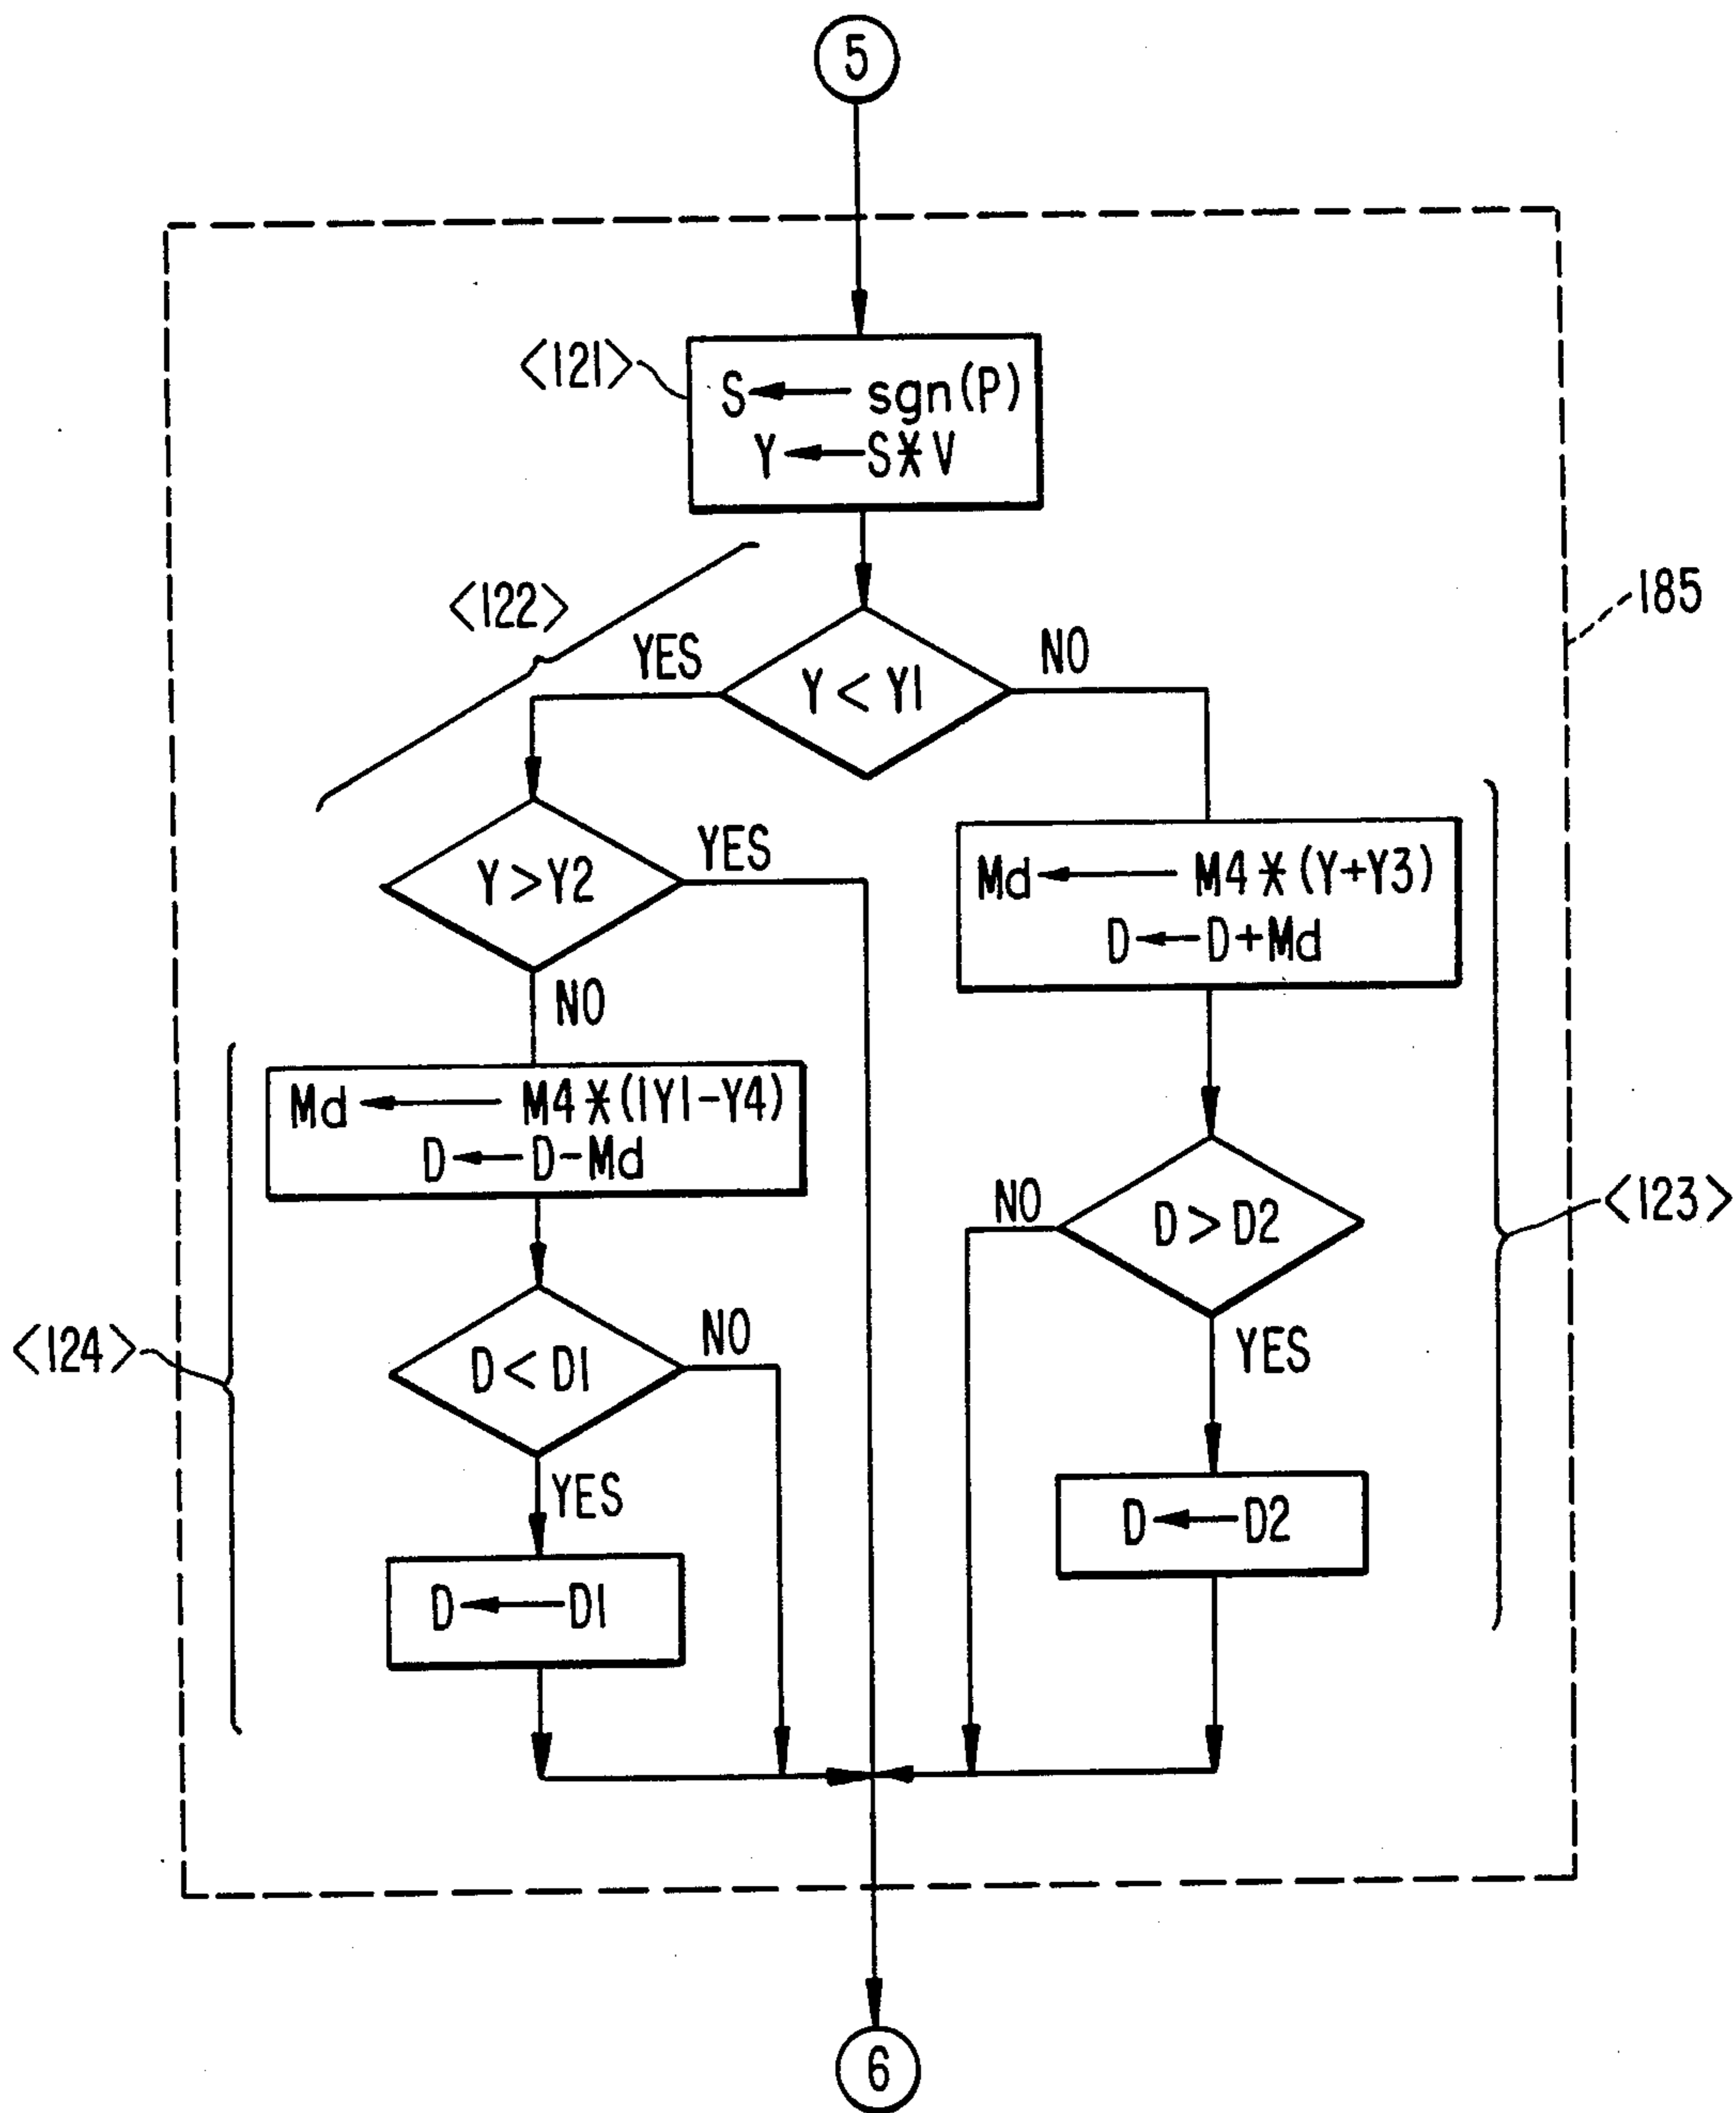 5
<121>
S ← sgn(P)
Y ← S*V
<122>
185
YES
NO
Y < Y1
Y > Y2
YES
Md ← M4*(Y+Y3)
D ← D+Md
NO
Md ← M4*(|Y|-Y4)
D ← D-Md
NO
D > D2
<123>
YES
<124>
D < D1
NO
YES
D ← D2
D ← D1
6